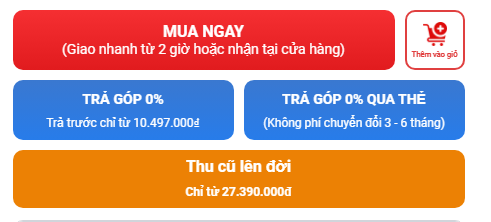 MUA NGAY
(Giao nhanh từ 2 giờ hoặc nhận tại cửa hàng)
Thêm vào giỏ
TRẢ GÓP 0%
Trả trước chỉ từ 10.497.000₫
TRẢ GÓP 0% QUA THẺ
(Không phí chuyển đổi 3 - 6 tháng)
Thu cũ lên đời
Chỉ từ 27.390.000đ